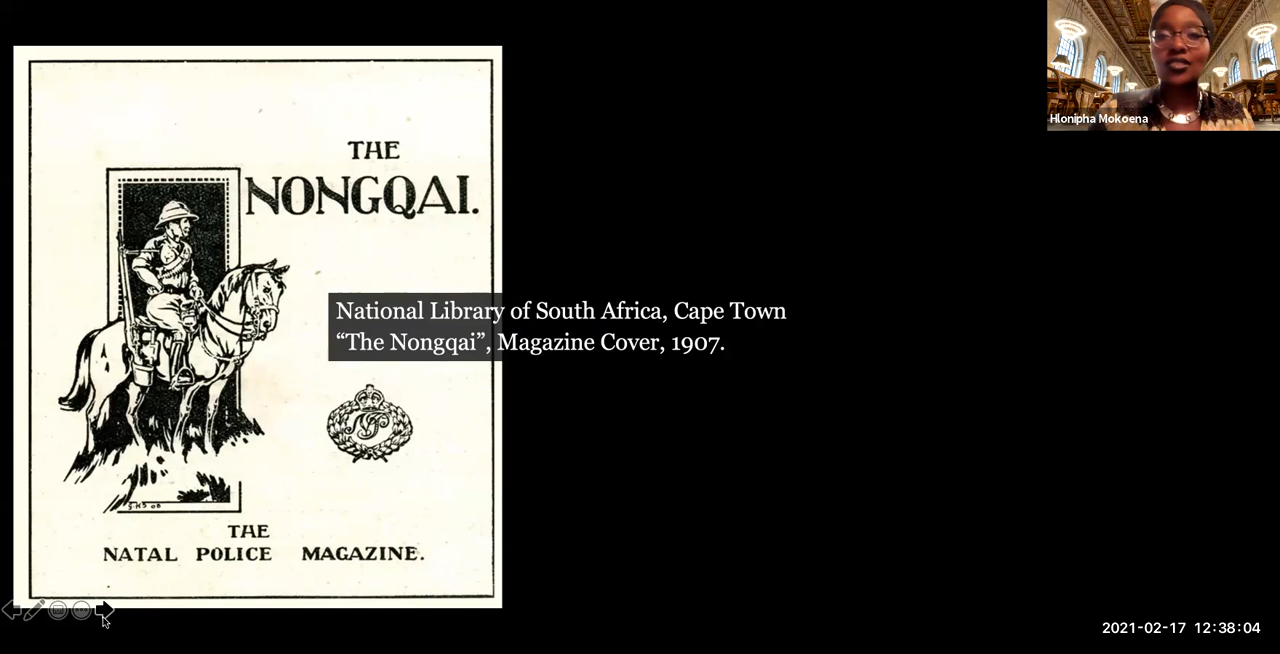 THE
NONGQAI.
National Library of South Africa, Cape Town
“The Nongqai”, Magazine Cover, 1907.
THE
NATAL POLICE MAGAZINE.
Hlonipha Mokoena
2021-02-17 12:38:04